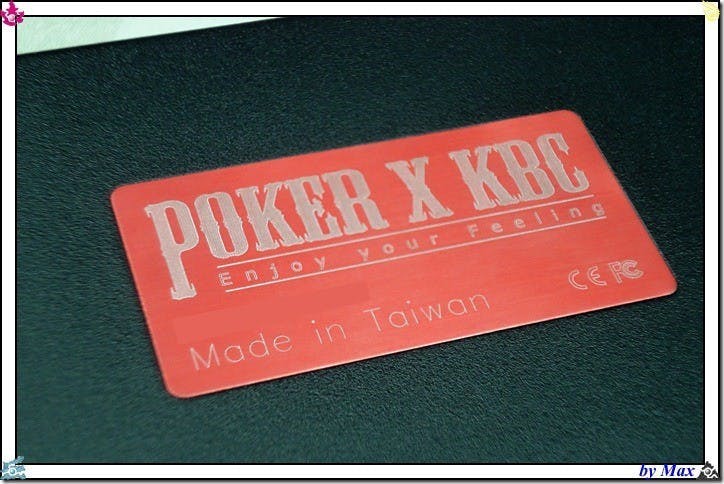 POKER X KBC
Enjoy your Feeling
CE FC
Made in Taiwan
by Max